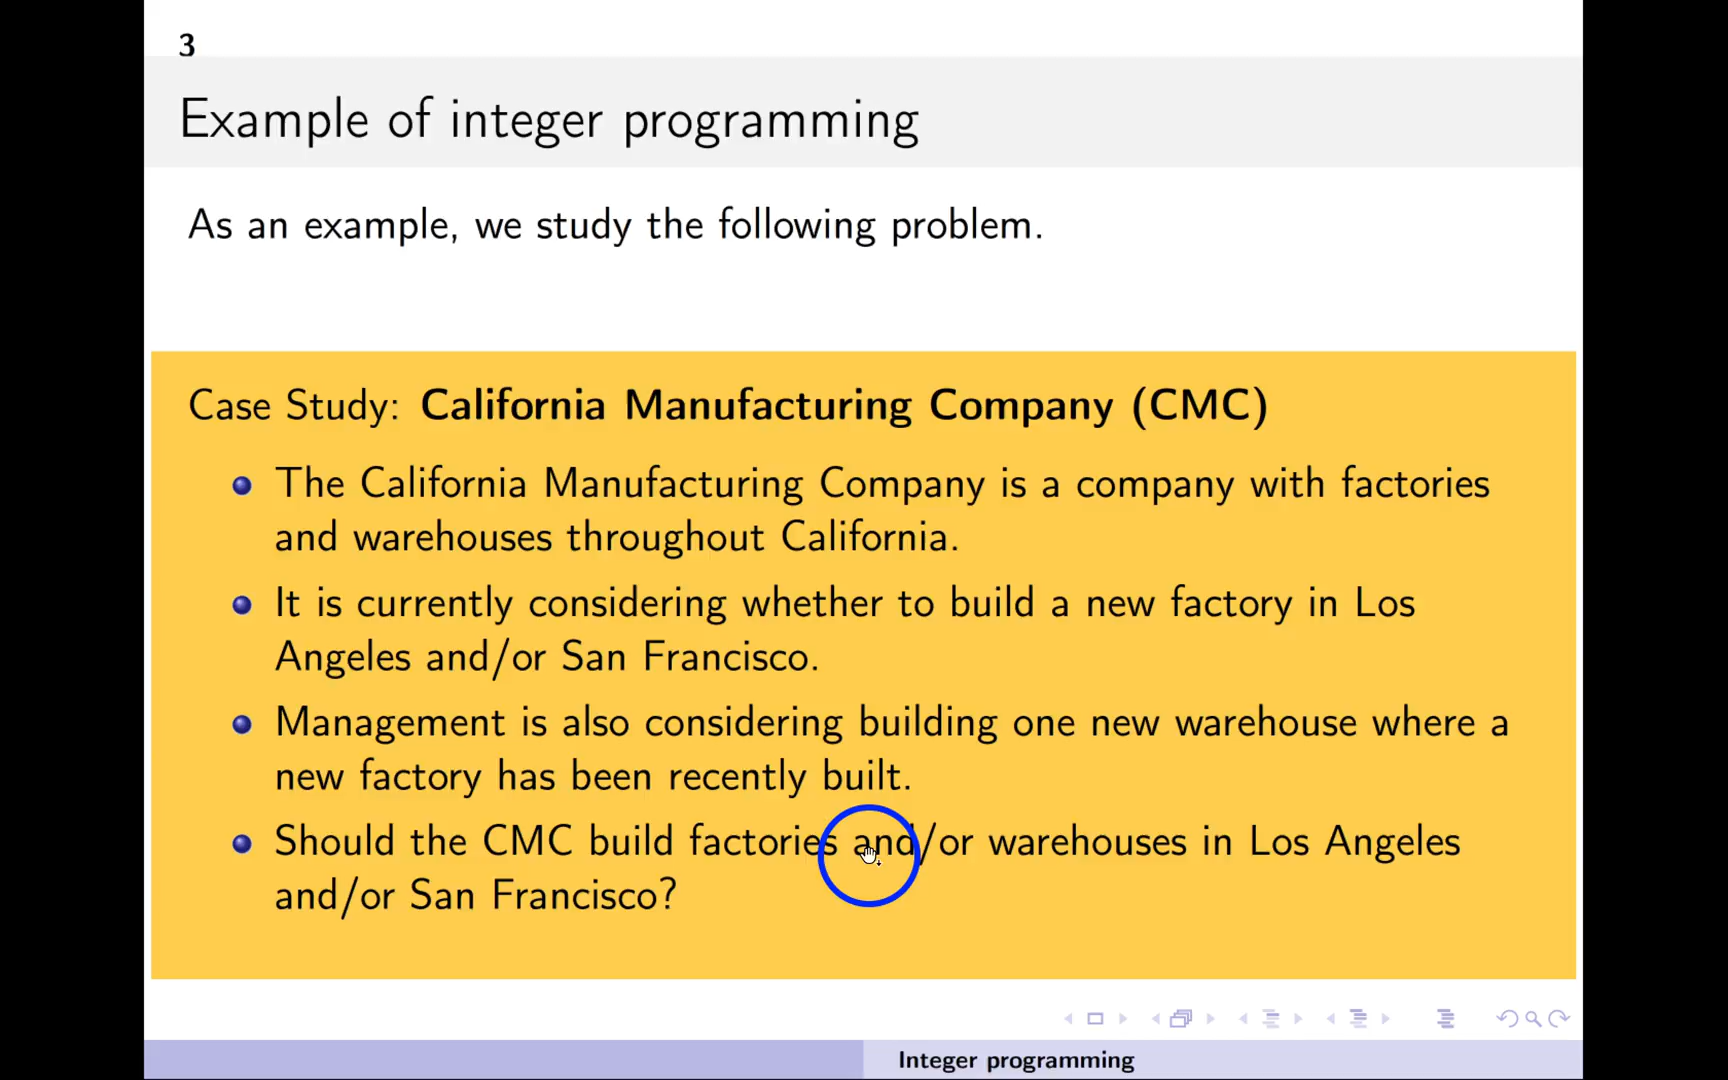 3
Example of integer programming
As an example, we study the following problem.
Case Study: California Manufacturing Company (CMC)
The California Manufacturing Company is a company with factories
and warehouses throughout California.
It is currently considering whether to build a new factory in Los
Angeles and/or San Francisco.
Management is also considering building one new warehouse where a
new factory has been recently built.
Should the CMC build factories and/or warehouses in Los Angeles
and/or San Francisco?
Integer programming